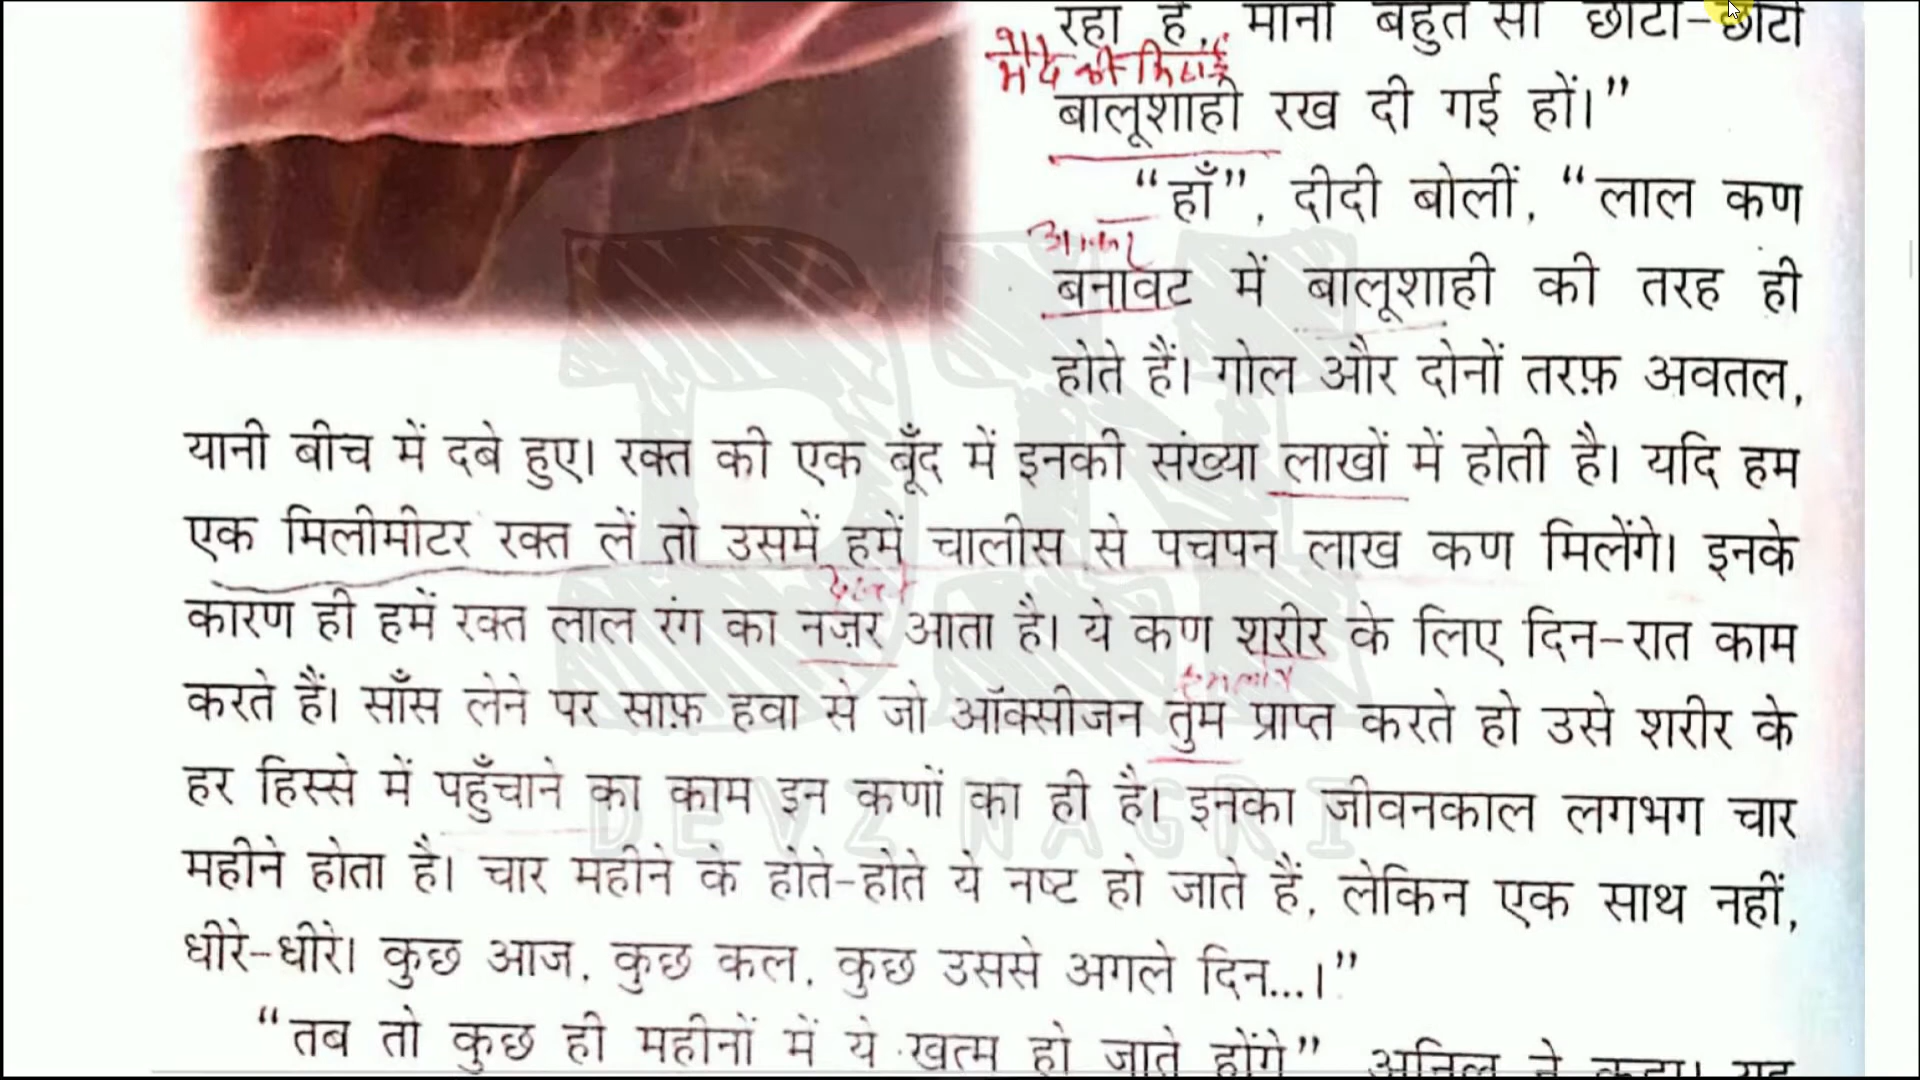 रहा है, मानो बहुत सी छोटी-छोटी
मैदे की मिठाई
बालूशाही रख दी गई हों।”
“हाँ”, दीदी बोलीं, “लाल कण
आकार
बनावट में बालूशाही की तरह ही
होते हैं। गोल और दोनों तरफ़ अवतल,
यानी बीच में दबे हुए। रक्त की एक बूँद में इनकी संख्या लाखों में होती है। यदि हम
एक मिलीमीटर रक्त लें तो उसमें हमें चालीस से पचपन लाख कण मिलेंगे। इनके
कारण ही हमें रक्त लाल रंग का नज़र आता है। ये कण शरीर के लिए दिन-रात काम
करते हैं। साँस लेने पर साफ़ हवा से जो ऑक्सीजन तुम प्राप्त करते हो उसे शरीर के
हर हिस्से में पहुँचाने का काम इन कणों का ही है। इनका जीवनकाल लगभग चार
DEVZ NAGRI
महीने होता है। चार महीने के होते-होते ये नष्ट हो जाते हैं, लेकिन एक साथ नहीं,
धीरे-धीरे। कुछ आज, कुछ कल, कुछ उससे अगले दिन...।”
“तब तो कुछ ही महीनों में ये खत्म हो जाते होंगे” अनिल ने कहा।